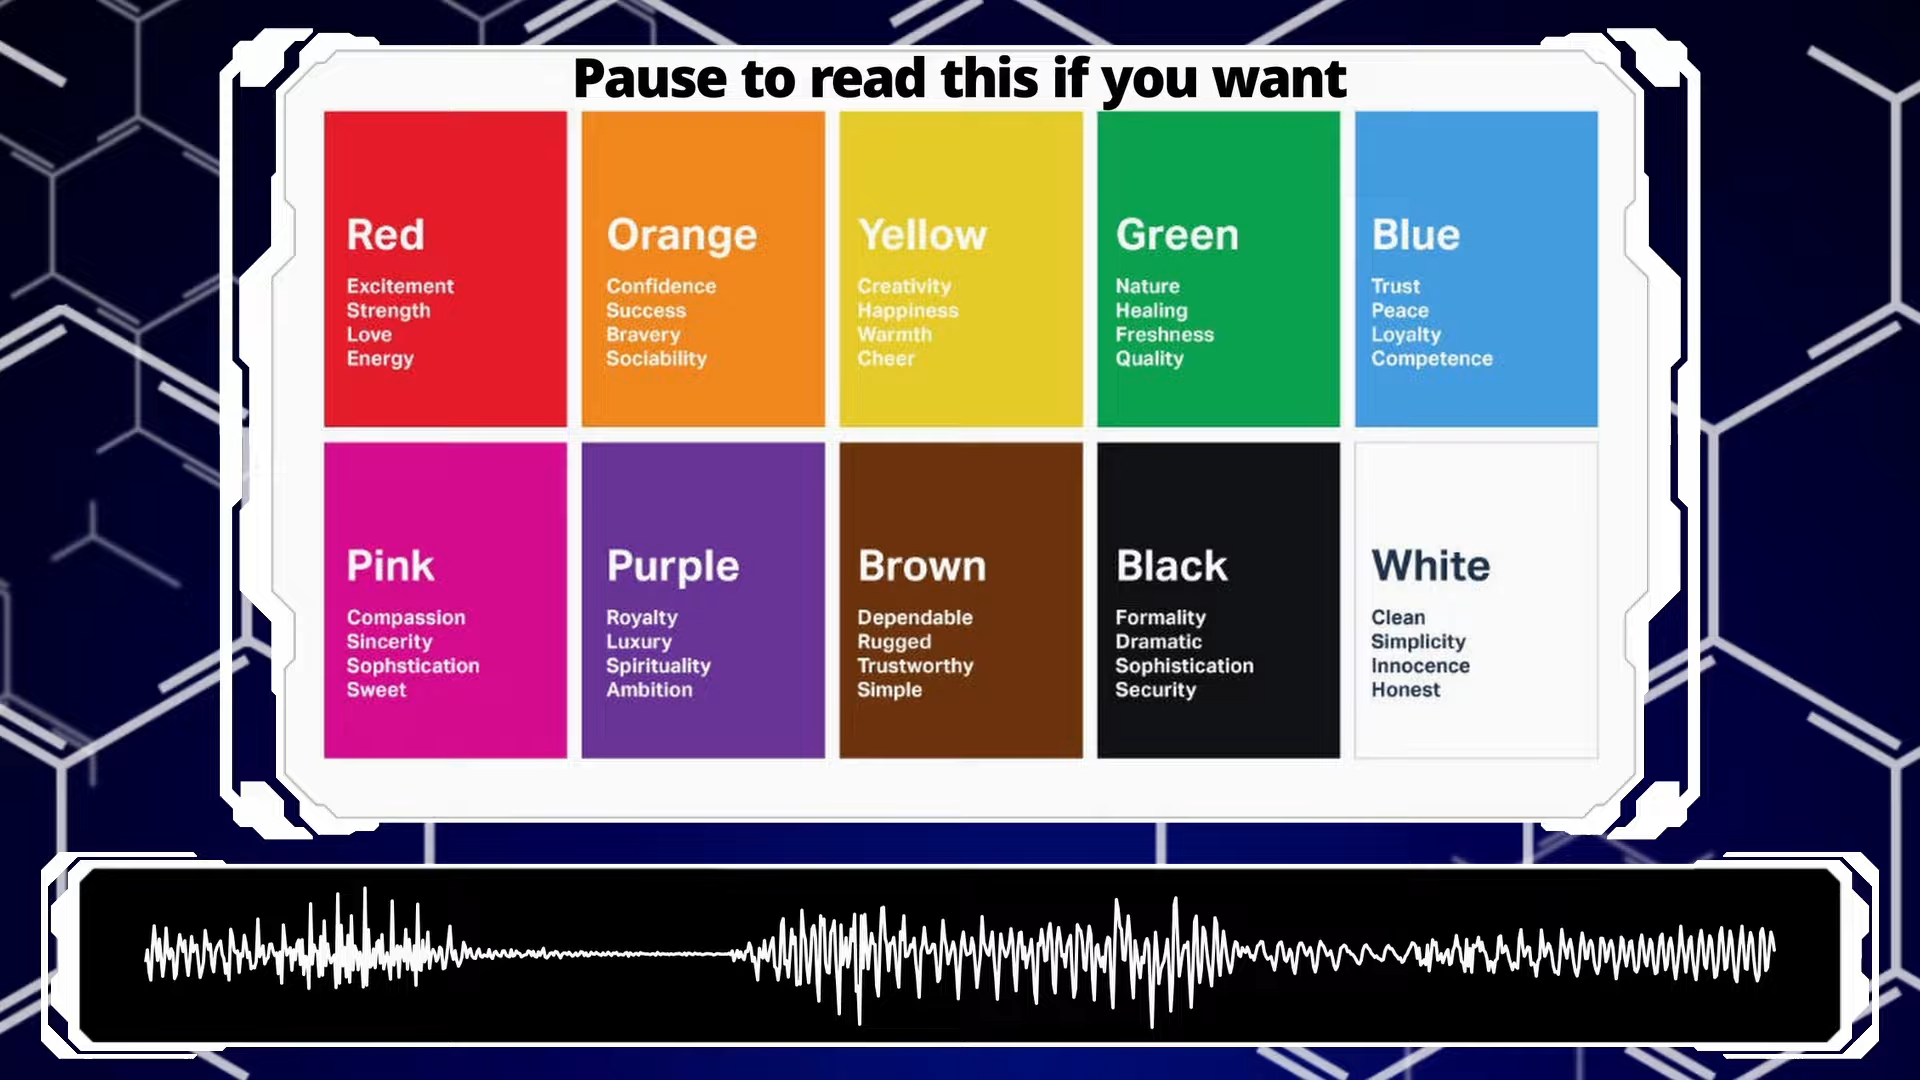 Pause to read this if you want
Red
Excitement
Strength
Love
Energy
Orange
Confidence
Success
Bravery
Sociability
Yellow
Creativity
Happiness
Warmth
Cheer
Green
Nature
Healing
Freshness
Quality
Blue
Trust
Peace
Loyalty
Competence
Pink
Compassion
Sincerity
Sophstication
Sweet
Purple
Royalty
Luxury
Spirituality
Ambition
Brown
Dependable
Rugged
Trustworthy
Simple
Black
Formality
Dramatic
Sophistication
Security
White
Clean
Simplicity
Innocence
Honest